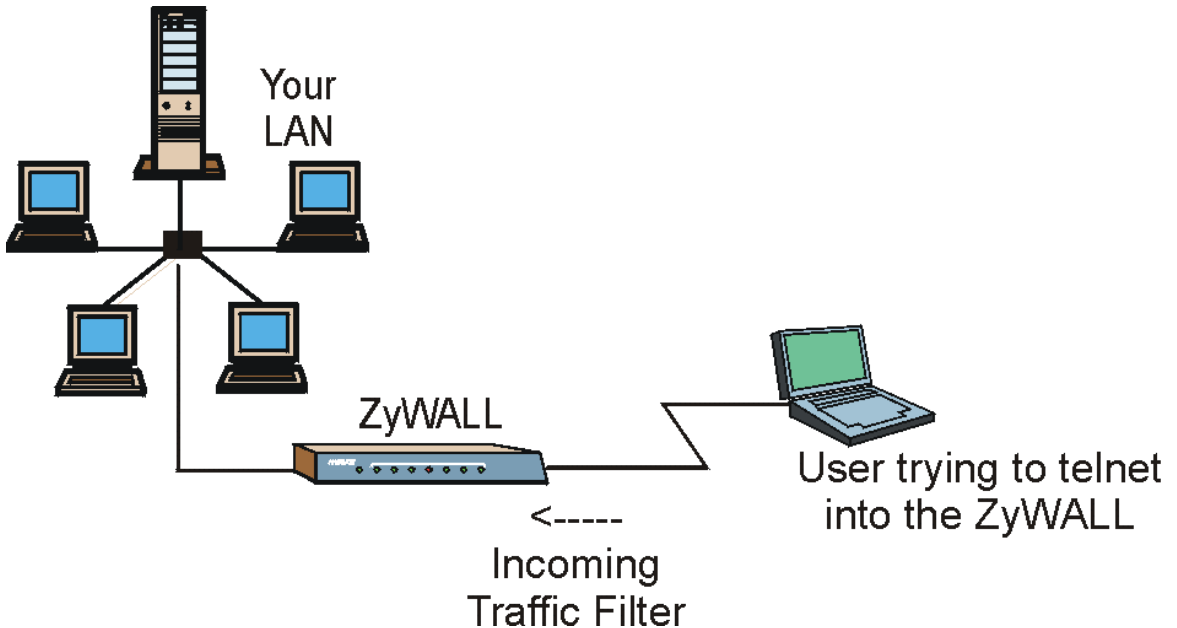 Your
LAN
ZyWALL
User trying to telnet
into the ZyWALL
<-----
Incoming
Traffic Filter